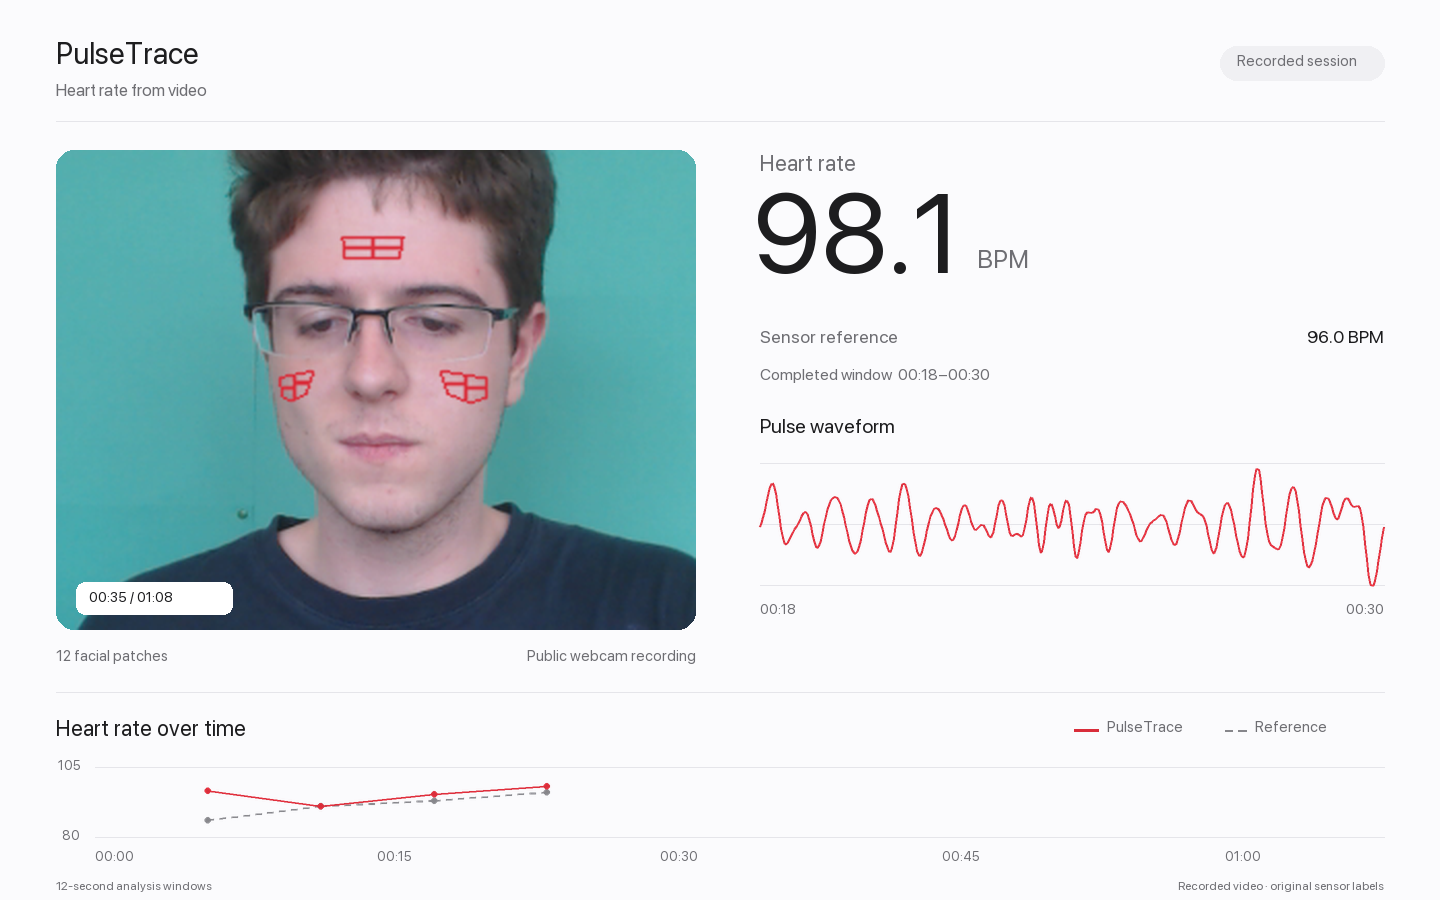 PulseTrace
Heart rate from video
Recorded session
00:35 / 01:08
12 facial patches
Public webcam recording
Heart rate
98.1 BPM
Sensor reference 96.0 BPM
Completed window 00:18–00:30
Pulse waveform
00:18 00:30
Heart rate over time
PulseTrace Reference
105
80
00:00 00:15 00:30 00:45 01:00
12-second analysis windows
Recorded video · original sensor labels